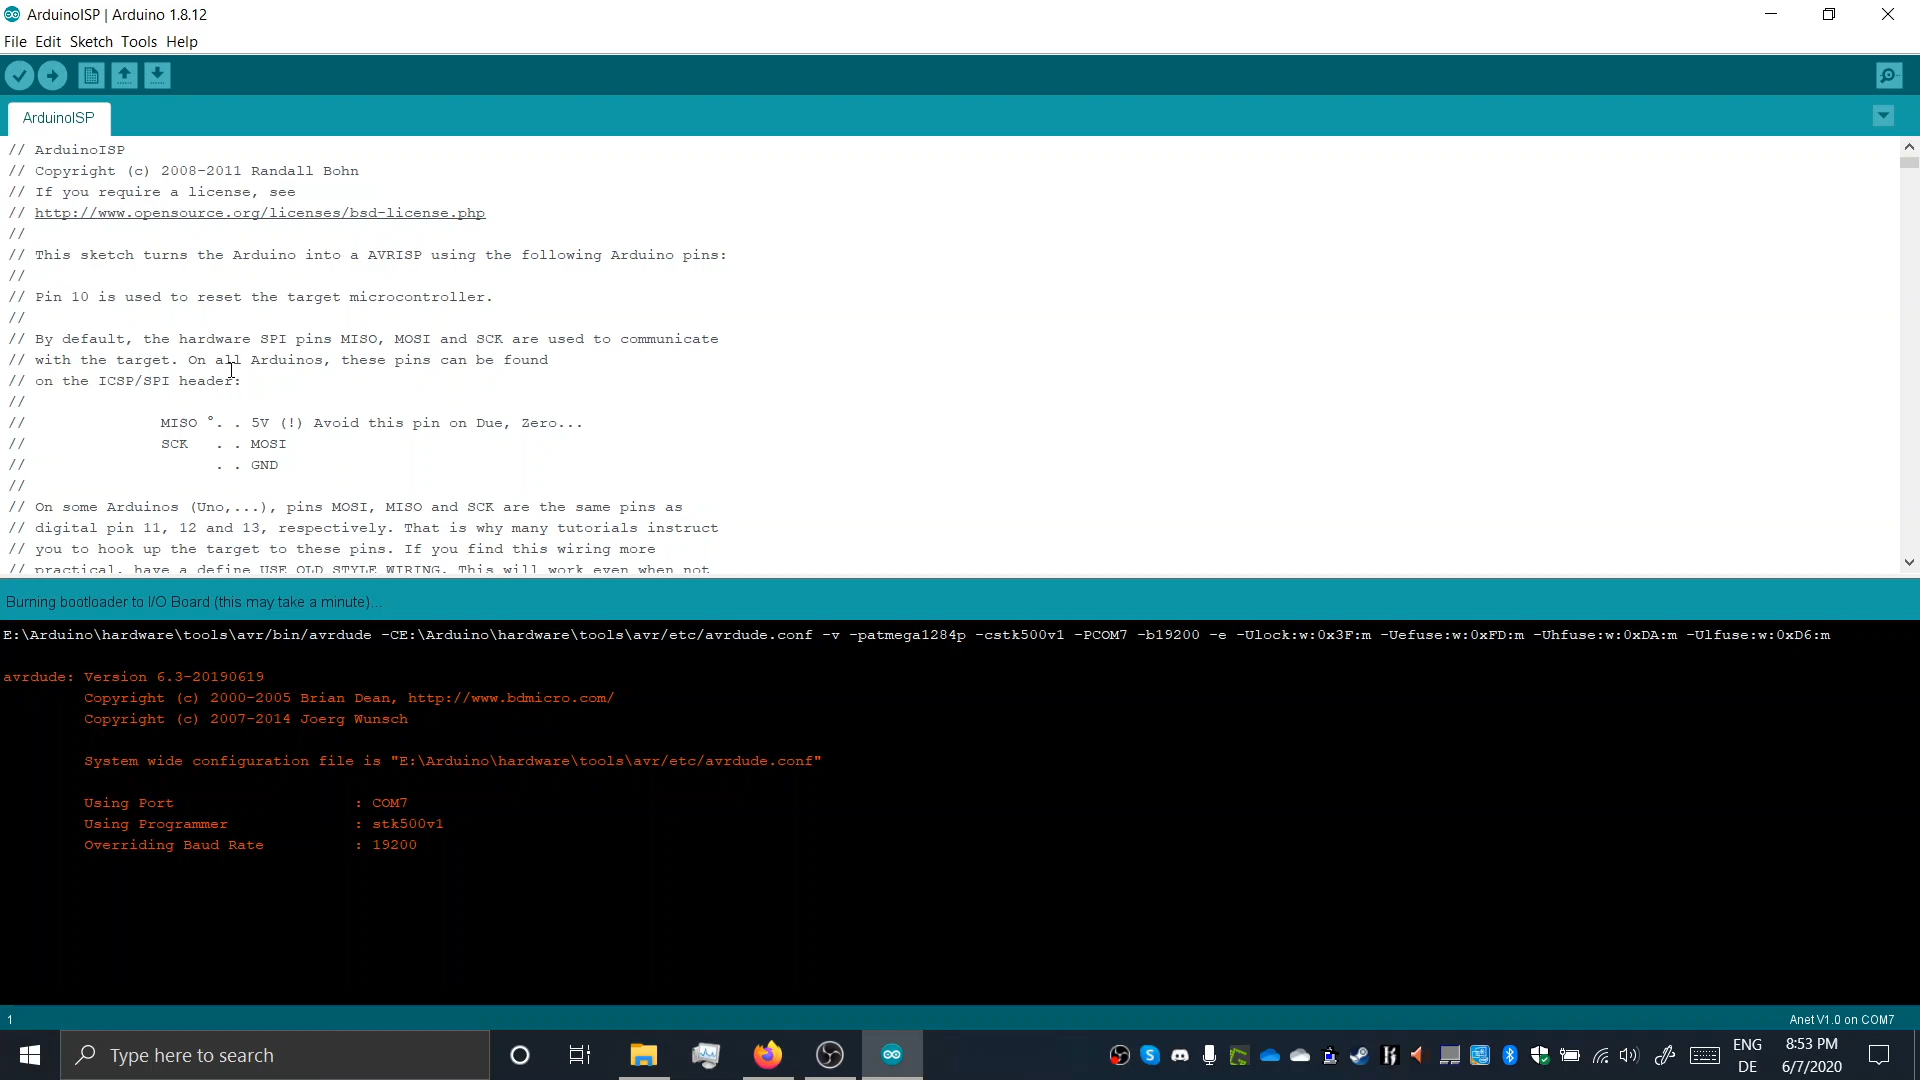 ArduinoISP | Arduino 1.8.12
File Edit Sketch Tools Help
ArduinoISP
// ArduinoISP
// Copyright (c) 2008-2011 Randall Bohn
// If you require a license, see
// http://www.opensource.org/licenses/bsd-license.php
//
// This sketch turns the Arduino into a AVRISP using the following Arduino pins:
//
// Pin 10 is used to reset the target microcontroller.
//
// By default, the hardware SPI pins MISO, MOSI and SCK are used to communicate
// with the target. On all Arduinos, these pins can be found
// on the ICSP/SPI header:
//
// MISO °. . 5V (!) Avoid this pin on Due, Zero...
// SCK . . MOSI
// . . GND
//
// On some Arduinos (Uno,...), pins MOSI, MISO and SCK are the same pins as
// digital pin 11, 12 and 13, respectively. That is why many tutorials instruct
// you to hook up the target to these pins. If you find this wiring more
// practical, have a define USE_OLD_STYLE_WIRING. This will work even when not
Burning bootloader to I/O Board (this may take a minute)...
E:\Arduino\hardware\tools\avr/bin/avrdude -CE:\Arduino\hardware\tools\avr/etc/avrdude.conf -v -patmega1284p -cstk500v1 -PCOM7 -b19200 -e -Ulock:w:0x3F:m -Uefuse:w:0xFD:m -Uhfuse:w:0xDA:m -Ulfuse:w:0xD6:m
avrdude: Version 6.3-20190619
Copyright (c) 2000-2005 Brian Dean, http://www.bdmicro.com/
Copyright (c) 2007-2014 Joerg Wunsch
System wide configuration file is "E:\Arduino\hardware\tools\avr/etc/avrdude.conf"
Using Port : COM7
Using Programmer : stk500v1
Overriding Baud Rate : 19200
1
Anet V1.0 on COM7
Type here to search
ENG
DE
8:53 PM
6/7/2020